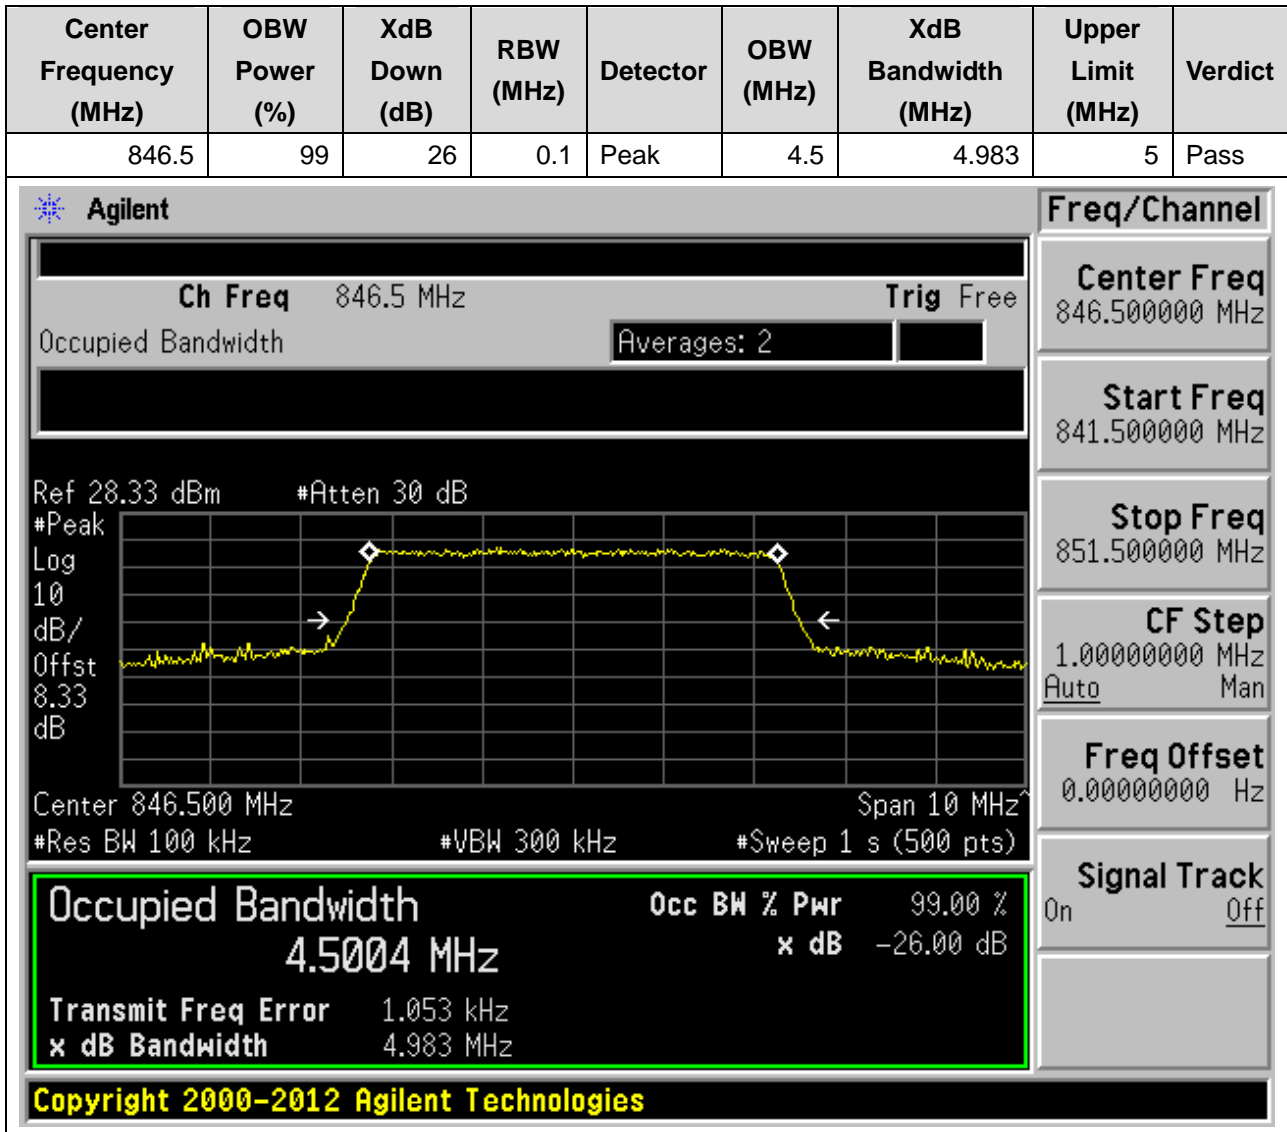 Center Frequency (MHz) OBW Power (%) XdB Down (dB) RBW (MHz) Detector OBW (MHz) XdB Bandwidth (MHz) Upper Limit (MHz) Verdict
846.5 99 26 0.1 Peak 4.5 4.983 5 Pass
Agilent
Ch Freq 846.5 MHz Trig Free
Occupied Bandwidth Averages: 2
Ref 28.33 dBm #Atten 30 dB
#Peak
Log
10
dB/
Offst
8.33
dB
Center 846.500 MHz Span 10 MHz^
#Res BW 100 kHz #VBW 300 kHz #Sweep 1 s (500 pts)
Occupied Bandwidth Occ BW % Pwr 99.00 %
4.5004 MHz x dB -26.00 dB
Transmit Freq Error 1.053 kHz
x dB Bandwidth 4.983 MHz
Copyright 2000-2012 Agilent Technologies
Freq/Channel
Center Freq
846.500000 MHz
Start Freq
841.500000 MHz
Stop Freq
851.500000 MHz
CF Step
1.00000000 MHz
Auto Man
Freq Offset
0.00000000 Hz
Signal Track
On Off